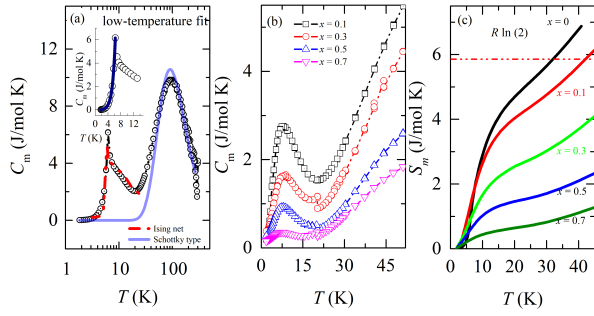 (a)
low-temperature fit
C_m (J/mol K)
12
8
4
0
6
4
2
0
C_m (J/mol K)
0 4 8 12
T (K)
Ising net
Schottky type
1 10 100
T (K)
(b)
x = 0.1
x = 0.3
x = 0.5
x = 0.7
C_m (J/mol K)
4
2
0
0 15 30 45
T (K)
(c)
R ln (2)
x = 0
x = 0.1
x = 0.3
x = 0.5
x = 0.7
S_m (J/mol K)
6
4
2
0
0 10 20 30 40
T (K)